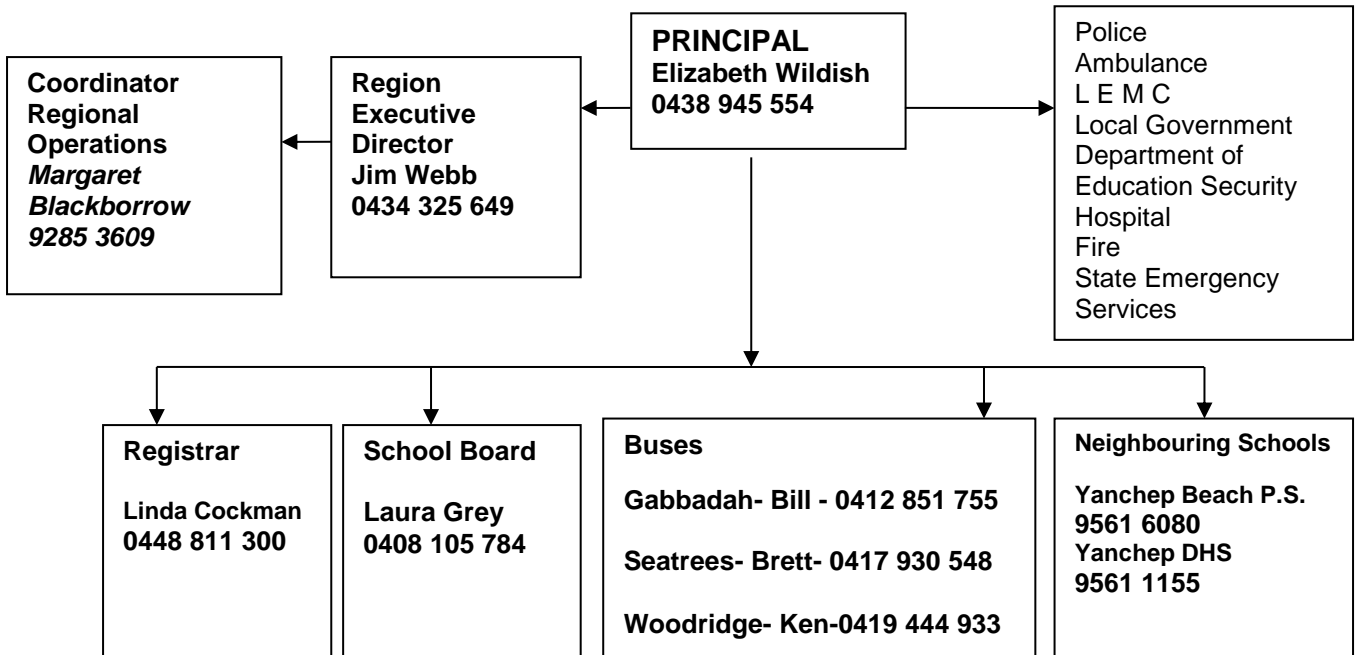 PRINCIPAL
Elizabeth Wildish
0438 945 554
Coordinator
Regional
Operations
Margaret
Blackborrow
9285 3609
Region
Executive
Director
Jim Webb
0434 325 649
Police
Ambulance
L E M C
Local Government
Department of
Education Security
Hospital
Fire
State Emergency
Services
Registrar
Linda Cockman
0448 811 300
School Board
Laura Grey
0408 105 784
Buses
Gabbadah- Bill - 0412 851 755
Seatrees- Brett- 0417 930 548
Woodridge- Ken-0419 444 933
Neighbouring Schools
Yanchep Beach P.S.
9561 6080
Yanchep DHS
9561 1155